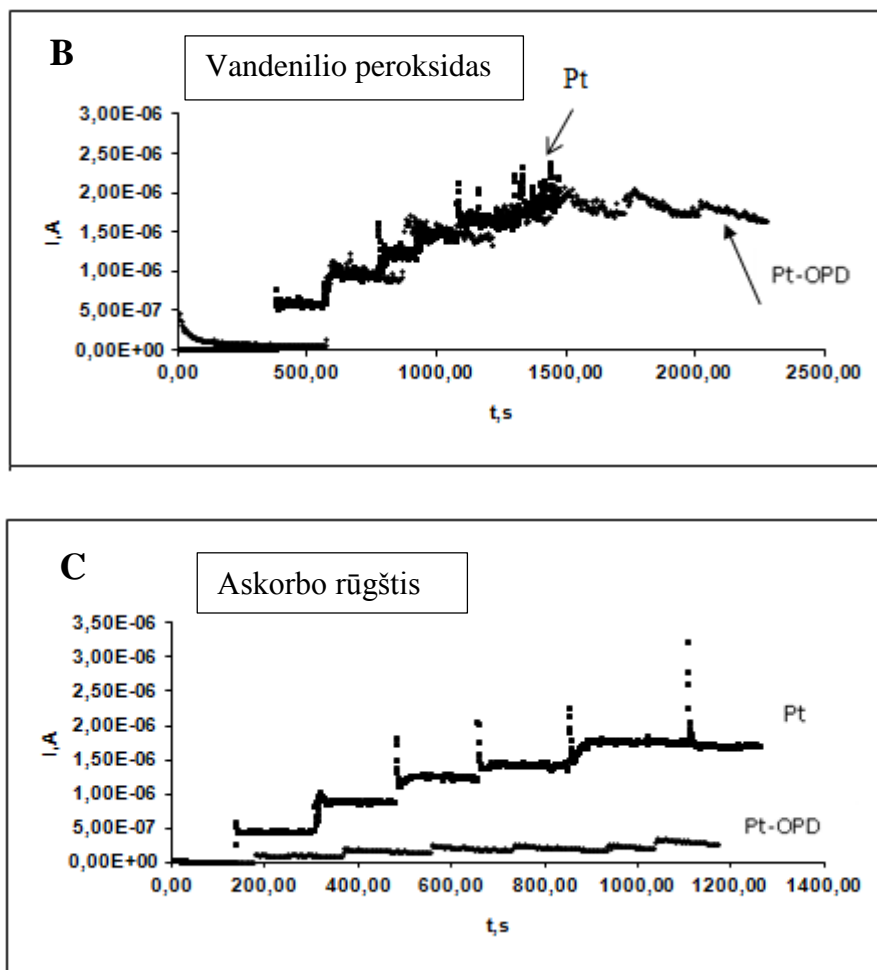 B
Vandenilio peroksidas
Pt
3,00E-06
2,50E-06
2,00E-06
1,50E-06
1,00E-06
5,00E-07
0,00E+00
I,A
Pt-OPD
0,00 500,00 1000,00 1500,00 2000,00 2500,00
t,s
C
Askorbo rūgštis
3,50E-06
3,00E-06
2,50E-06
2,00E-06
1,50E-06
1,00E-06
5,00E-07
0,00E+00
I,A
Pt
Pt-OPD
0,00 200,00 400,00 600,00 800,00 1000,00 1200,00 1400,00
t,s